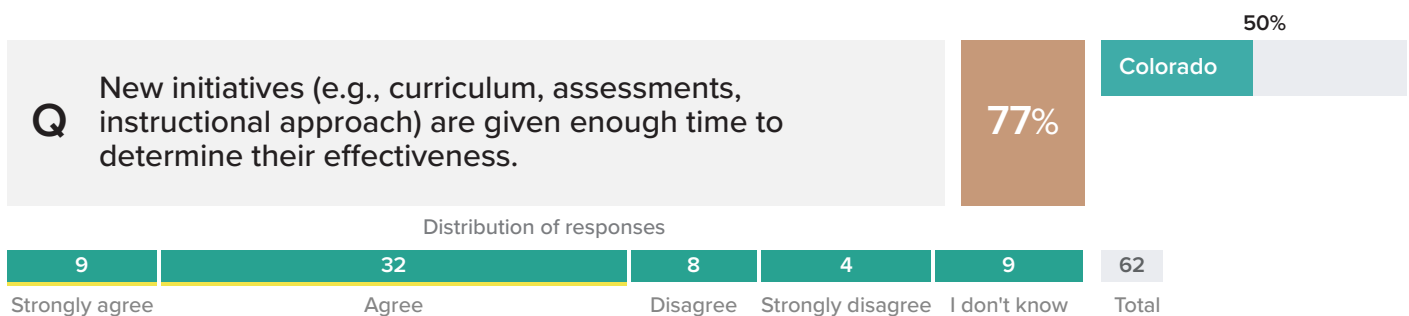 50%
Q
New initiatives (e.g., curriculum, assessments,
instructional approach) are given enough time to
determine their effectiveness.
77%
Colorado
Distribution of responses
9 32 8 4 9 62
Strongly agree Agree Disagree Strongly disagree I don't know Total